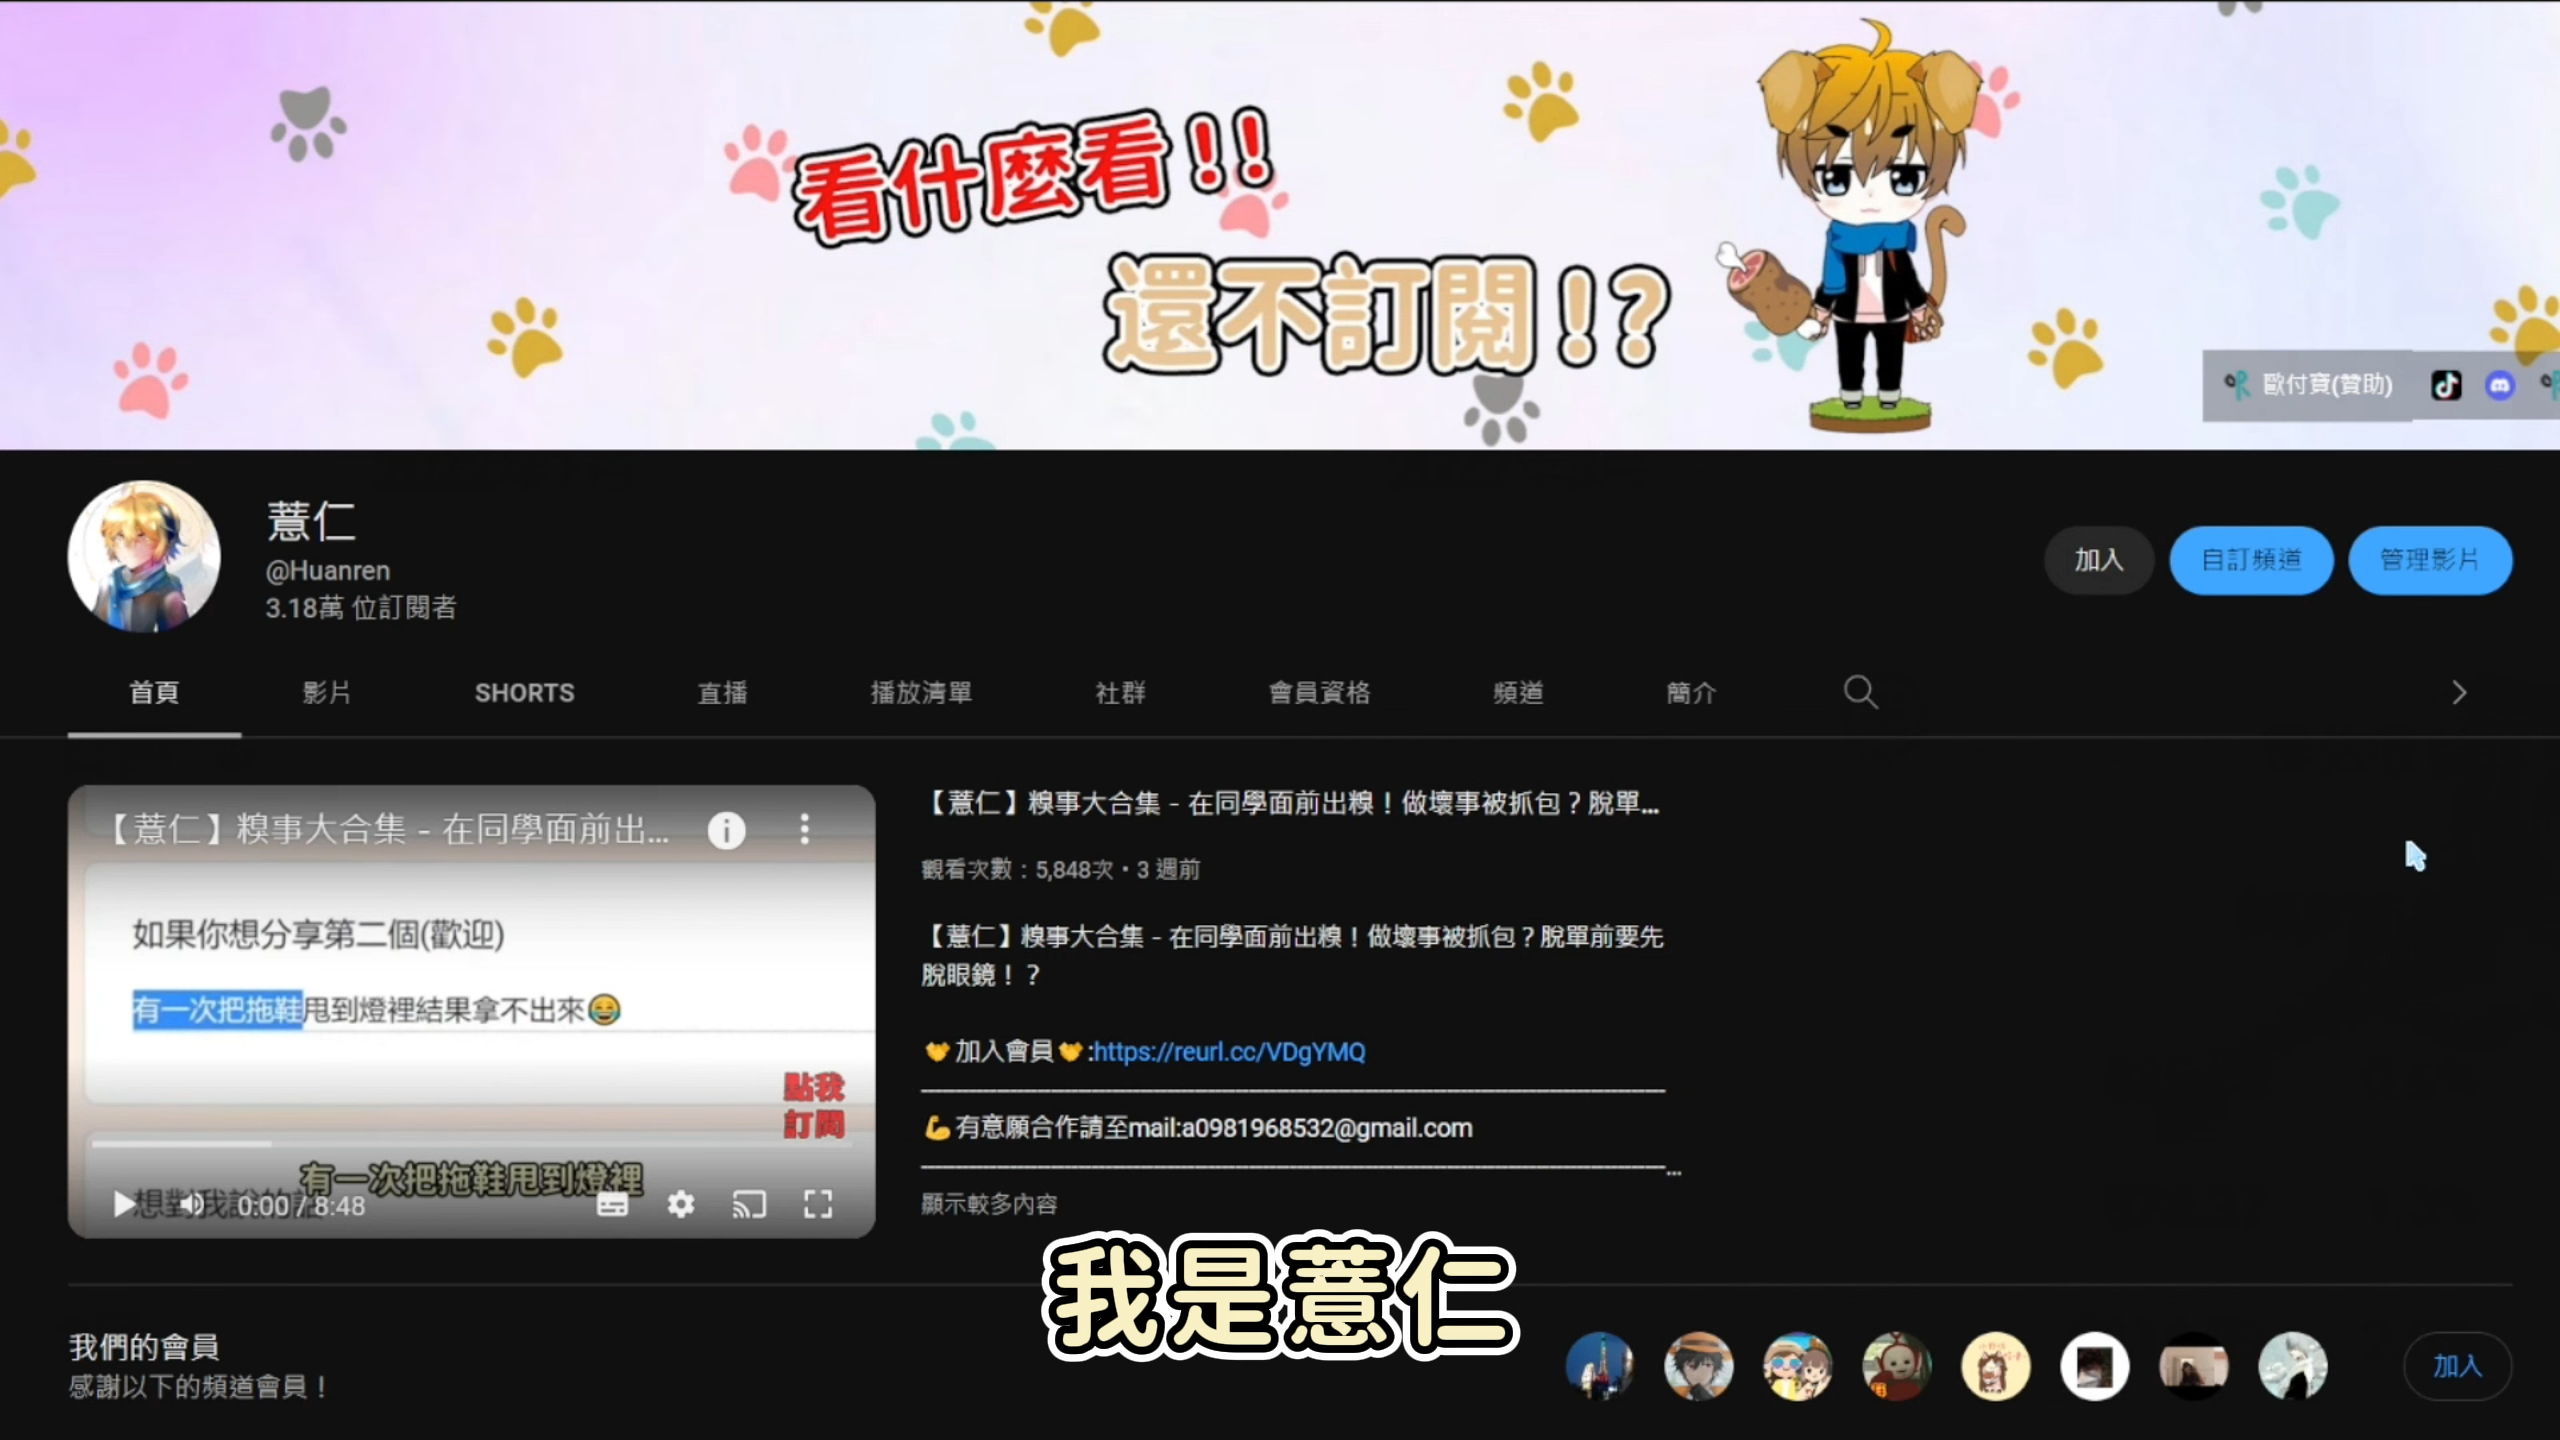 看什麼看!!
還不訂閱!?
歐付寶(贊助)
薏仁
@Huanren
3.18萬 位訂閱者
加入
自訂頻道
管理影片
首頁
影片
SHORTS
直播
播放清單
社群
會員資格
頻道
簡介
【薏仁】糗事大合集 - 在同學面前出...
如果你想分享第二個(歡迎)
有一次把拖鞋甩到燈裡結果拿不出來😂
點我
訂閱
有一次把拖鞋甩到燈裡
想對我說的話
0:00 / 8:48
【薏仁】糗事大合集 - 在同學面前出糗！做壞事被抓包？脫單...
觀看次數：5,848次・3 週前
【薏仁】糗事大合集 - 在同學面前出糗！做壞事被抓包？脫單前要先
脫眼鏡！？
🤝加入會員🤝:https://reurl.cc/VDgYMQ
💪有意願合作請至mail:a0981968532@gmail.com
...
顯示較多內容
我是薏仁
我們的會員
感謝以下的頻道會員！
加入